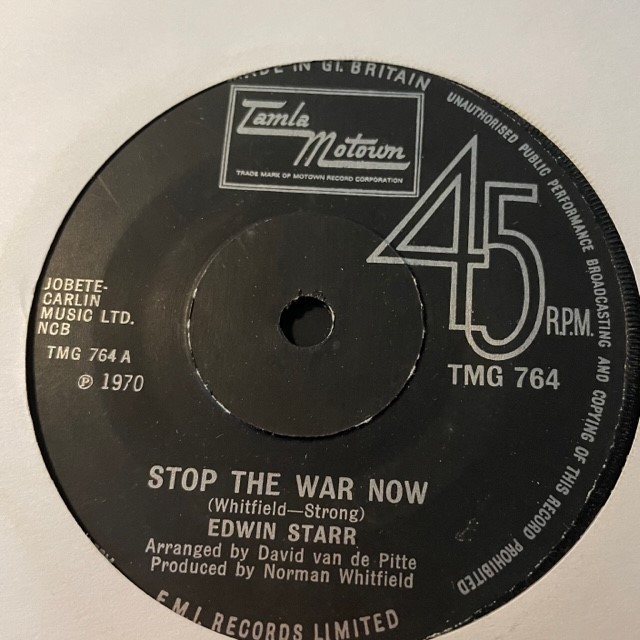 MADE IN GT. BRITAIN
UNAUTHORISED PUBLIC PERFORMANCE BROADCASTING AND COPYING OF THIS RECORD PROHIBITED
Tamla
Motown
TRADE MARK OF MOTOWN RECORD CORPORATION
45
R.P.M.
TMG 764
JOBETE-
CARLIN
MUSIC LTD.
NCB
TMG 764 A
℗ 1970
STOP THE WAR NOW
(Whitfield—Strong)
EDWIN STARR
Arranged by David van de Pitte
Produced by Norman Whitfield
E.M.I. RECORDS LIMITED